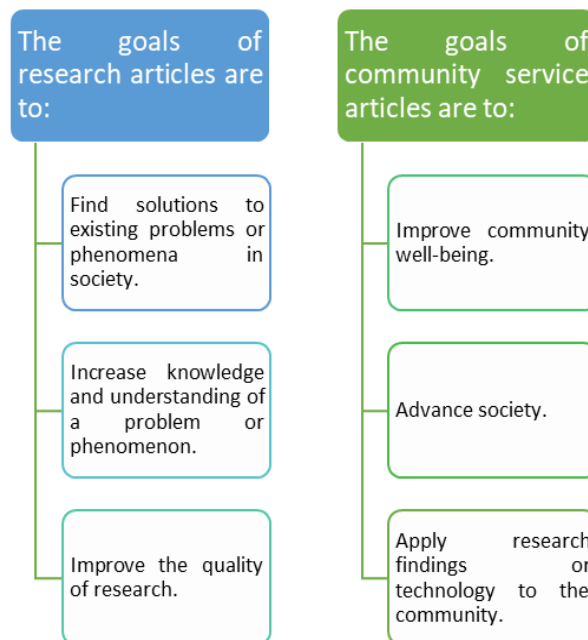 The goals of
research articles are
to:
Find solutions to
existing problems or
phenomena in
society.
Increase knowledge
and understanding of
a problem or
phenomenon.
Improve the quality
of research.
The goals of
community service
articles are to:
Improve community
well-being.
Advance society.
Apply research
findings or
technology to the
community.